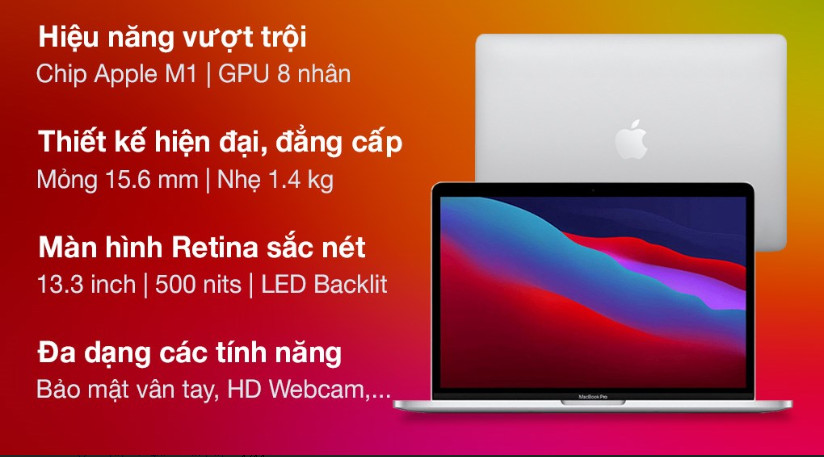 Hiệu năng vượt trội
Chip Apple M1 | GPU 8 nhân
Thiết kế hiện đại, đẳng cấp
Mỏng 15.6 mm | Nhẹ 1.4 kg
Màn hình Retina sắc nét
13.3 inch | 500 nits | LED Backlit
Đa dạng các tính năng
Bảo mật vân tay, HD Webcam,...
MacBook Pro